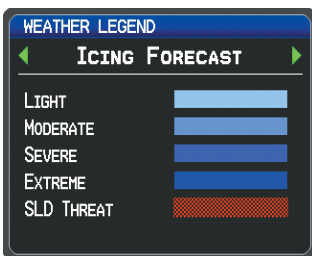 WEATHER LEGEND
ICING FORECAST
LIGHT
MODERATE
SEVERE
EXTREME
SLD THREAT